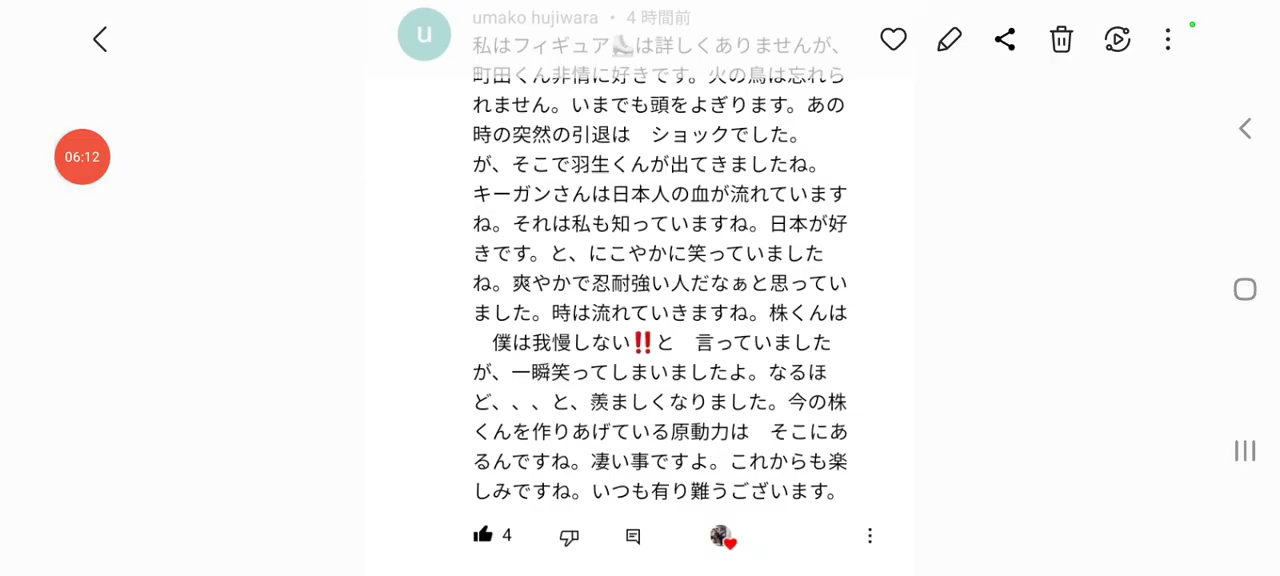 umako hujiwara ・ 4 時間前
u
私はフィギュア⛸️は詳しくありませんが、
町田くん非情に好きです。火の鳥は忘れら
れません。いまでも頭をよぎります。あの
時の突然の引退は　ショックでした。
が、そこで羽生くんが出てきましたね。
キーガンさんは日本人の血が流れています
ね。それは私も知っていますね。日本が好
きです。と、にこやかに笑っていました
ね。爽やかで忍耐強い人だなぁと思ってい
ました。時は流れていきますね。株くんは
　僕は我慢しない‼️と　言っていました
が、一瞬笑ってしまいましたよ。なるほ
ど、、、と、羨ましくなりました。今の株
くんを作りあげている原動力は　そこにあ
るんですね。凄い事ですよ。これからも楽
しみですね。いつも有り難うございます。
4
06:12